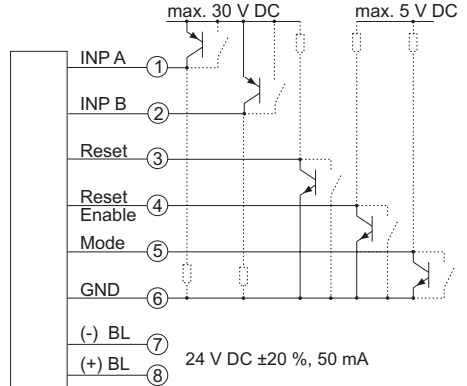 max. 30 V DC
max. 5 V DC
INP A 1
INP B 2
Reset 3
Reset
Enable 4
Mode 5
GND 6
(-) BL 7
(+) BL 8
24 V DC ±20 %, 50 mA